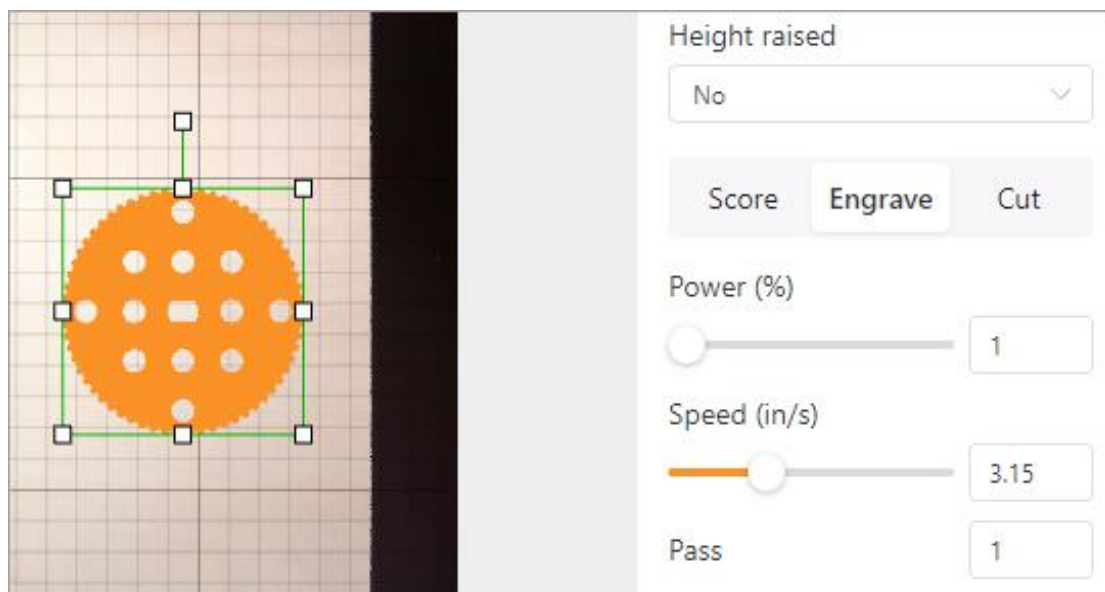 Height raised
No
Score Engrave Cut
Power (%)
1
Speed (in/s)
3.15
Pass
1